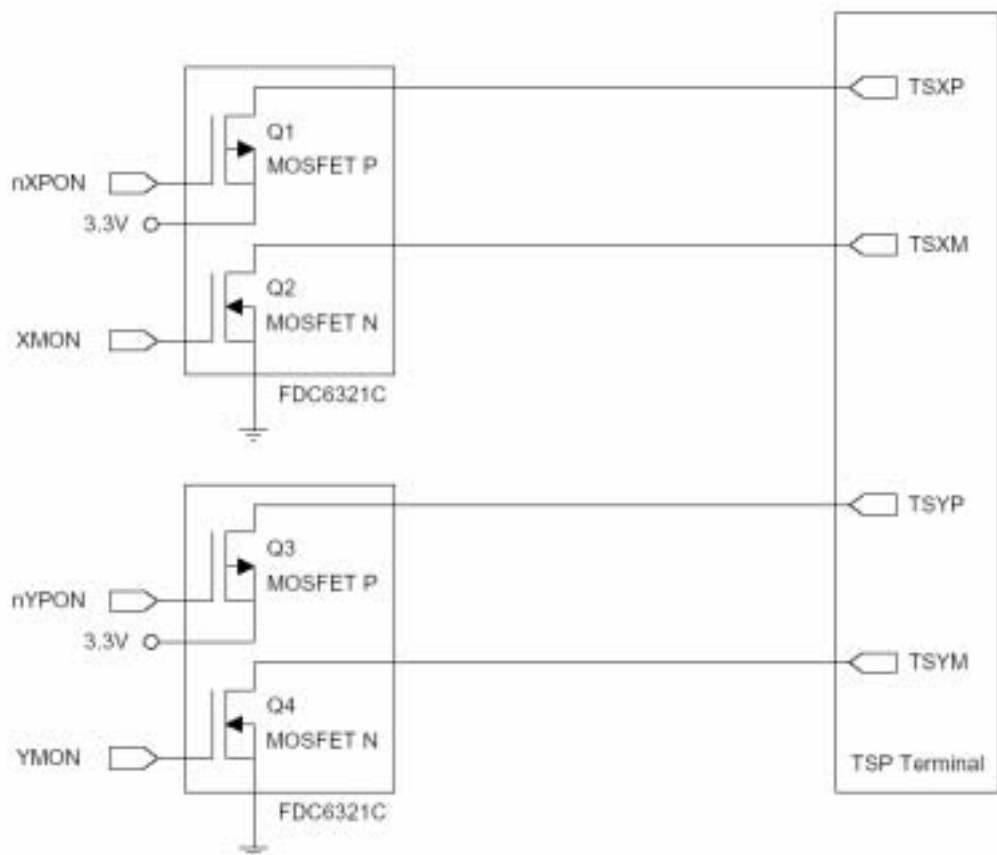 TSXP
Q1
MOSFET P
nXPON
3.3V
TSXM
Q2
MOSFET N
XMON
FDC6321C
TSYP
Q3
MOSFET P
nYPON
3.3V
TSYM
Q4
MOSFET N
YMON
TSP Terminal
FDC6321C